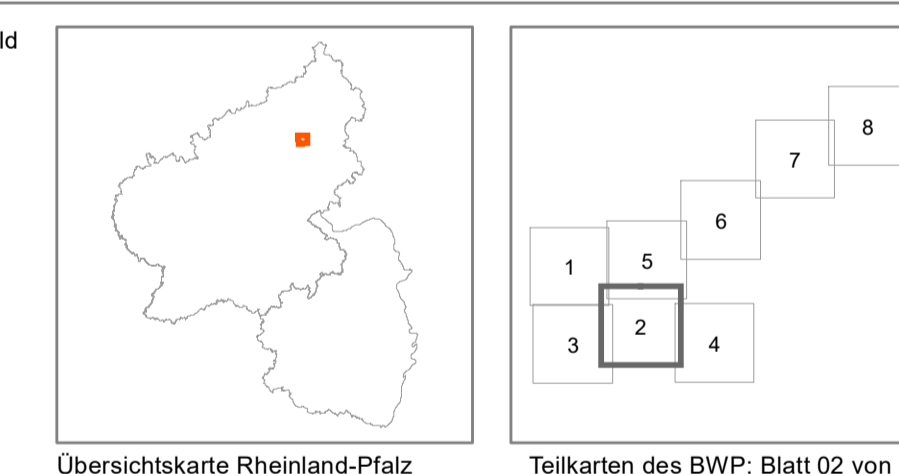 ld
8
7
6
5
1
2
4
3
Übersichtskarte Rheinland-Pfalz
Teilkarten des BWP: Blatt 02 von